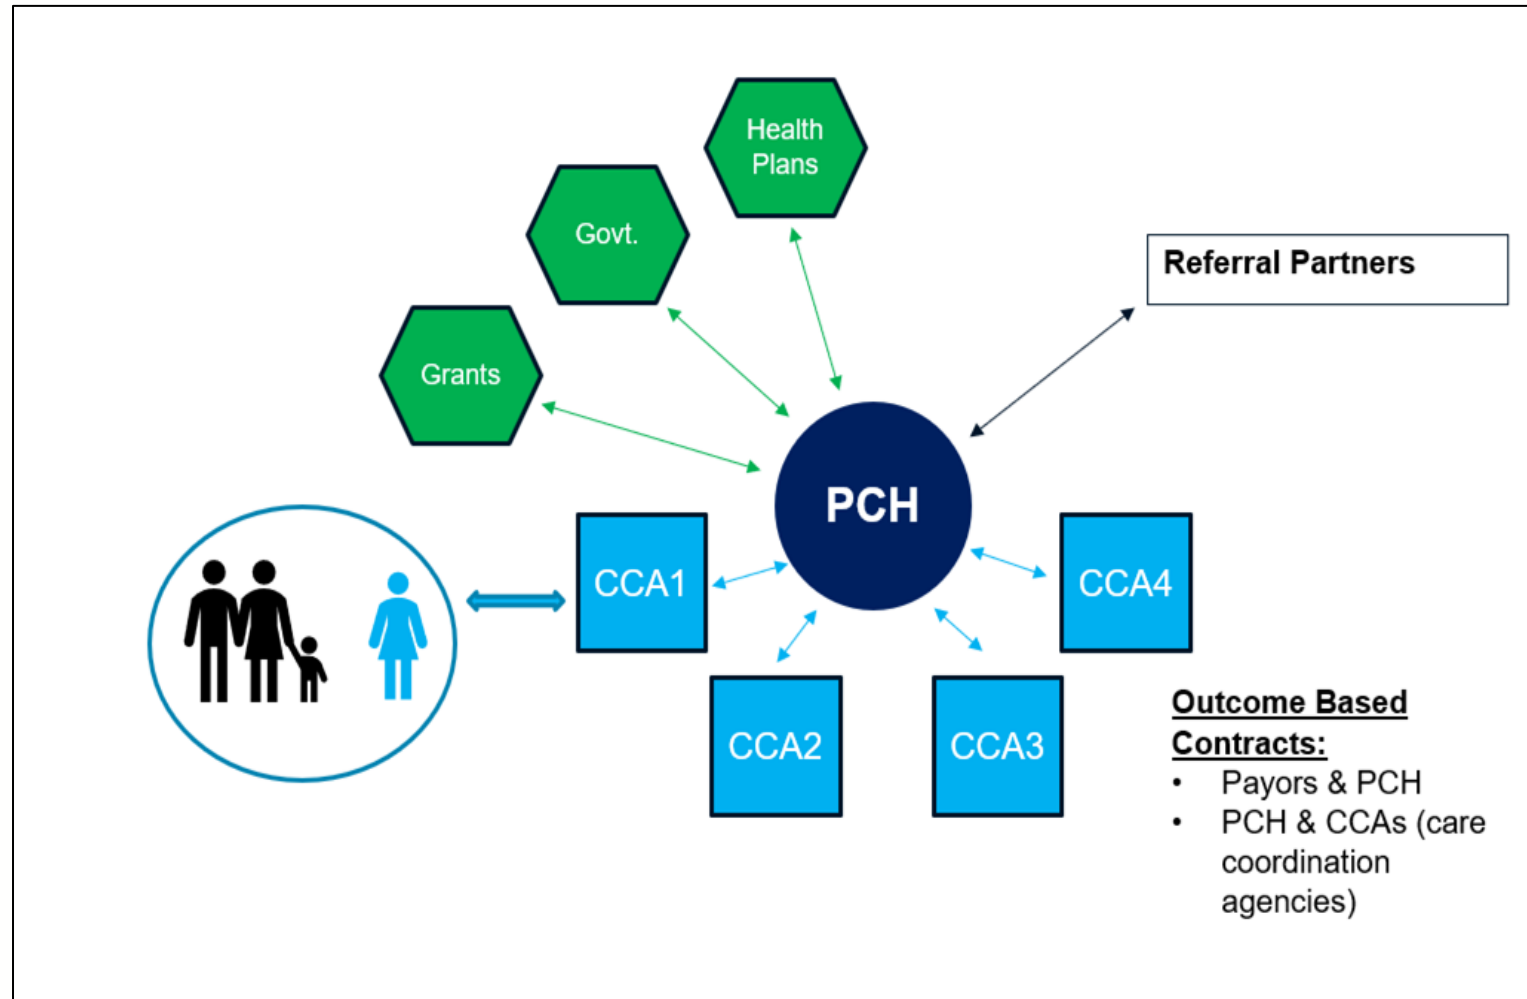 Health
Plans
Govt.
Referral Partners
Grants
PCH
CCA1
CCA4
CCA2
CCA3
Outcome Based
Contracts:
• Payors & PCH
• PCH & CCAs (care
coordination
agencies)